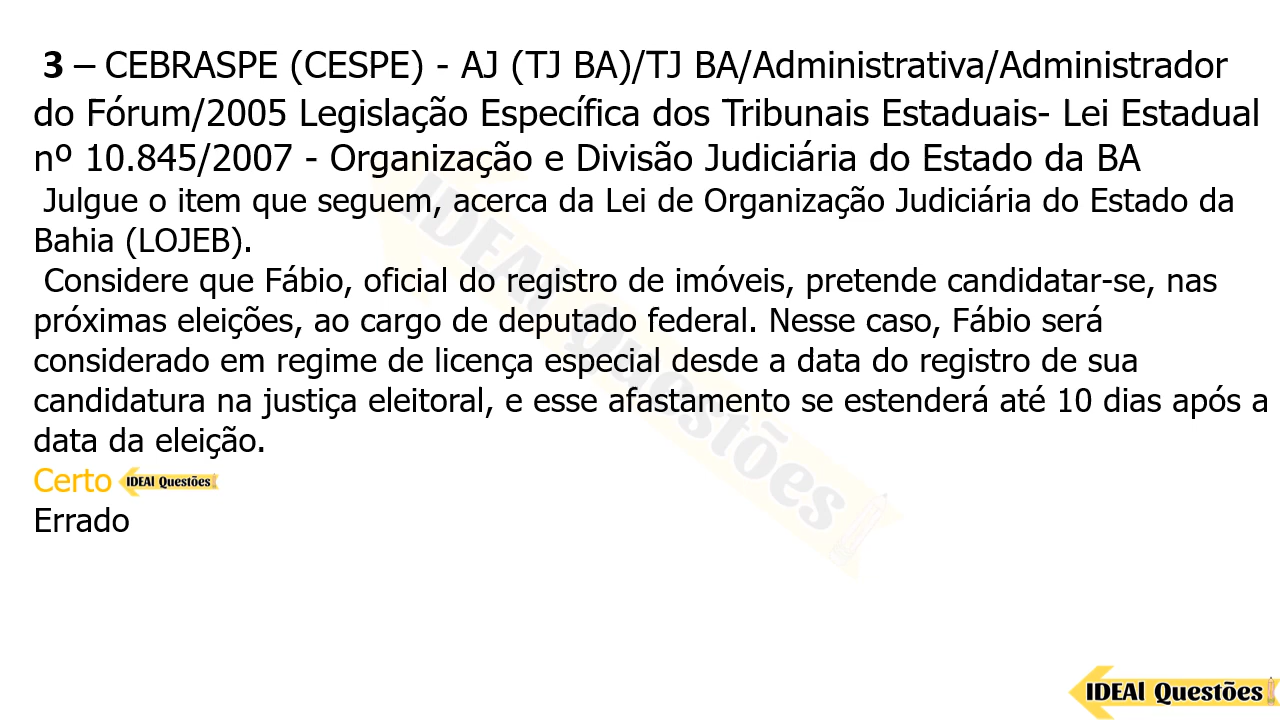 3 – CEBRASPE (CESPE) - AJ (TJ BA)/TJ BA/Administrativa/Administrador
do Fórum/2005 Legislação Específica dos Tribunais Estaduais- Lei Estadual
nº 10.845/2007 - Organização e Divisão Judiciária do Estado da BA
Julgue o item que seguem, acerca da Lei de Organização Judiciária do Estado da
Bahia (LOJEB).
Considere que Fábio, oficial do registro de imóveis, pretende candidatar-se, nas
próximas eleições, ao cargo de deputado federal. Nesse caso, Fábio será
considerado em regime de licença especial desde a data do registro de sua
candidatura na justiça eleitoral, e esse afastamento se estenderá até 10 dias após a
data da eleição.
Certo IDEAl Questões
Errado
IDEAl Questões
IDEAl Questões